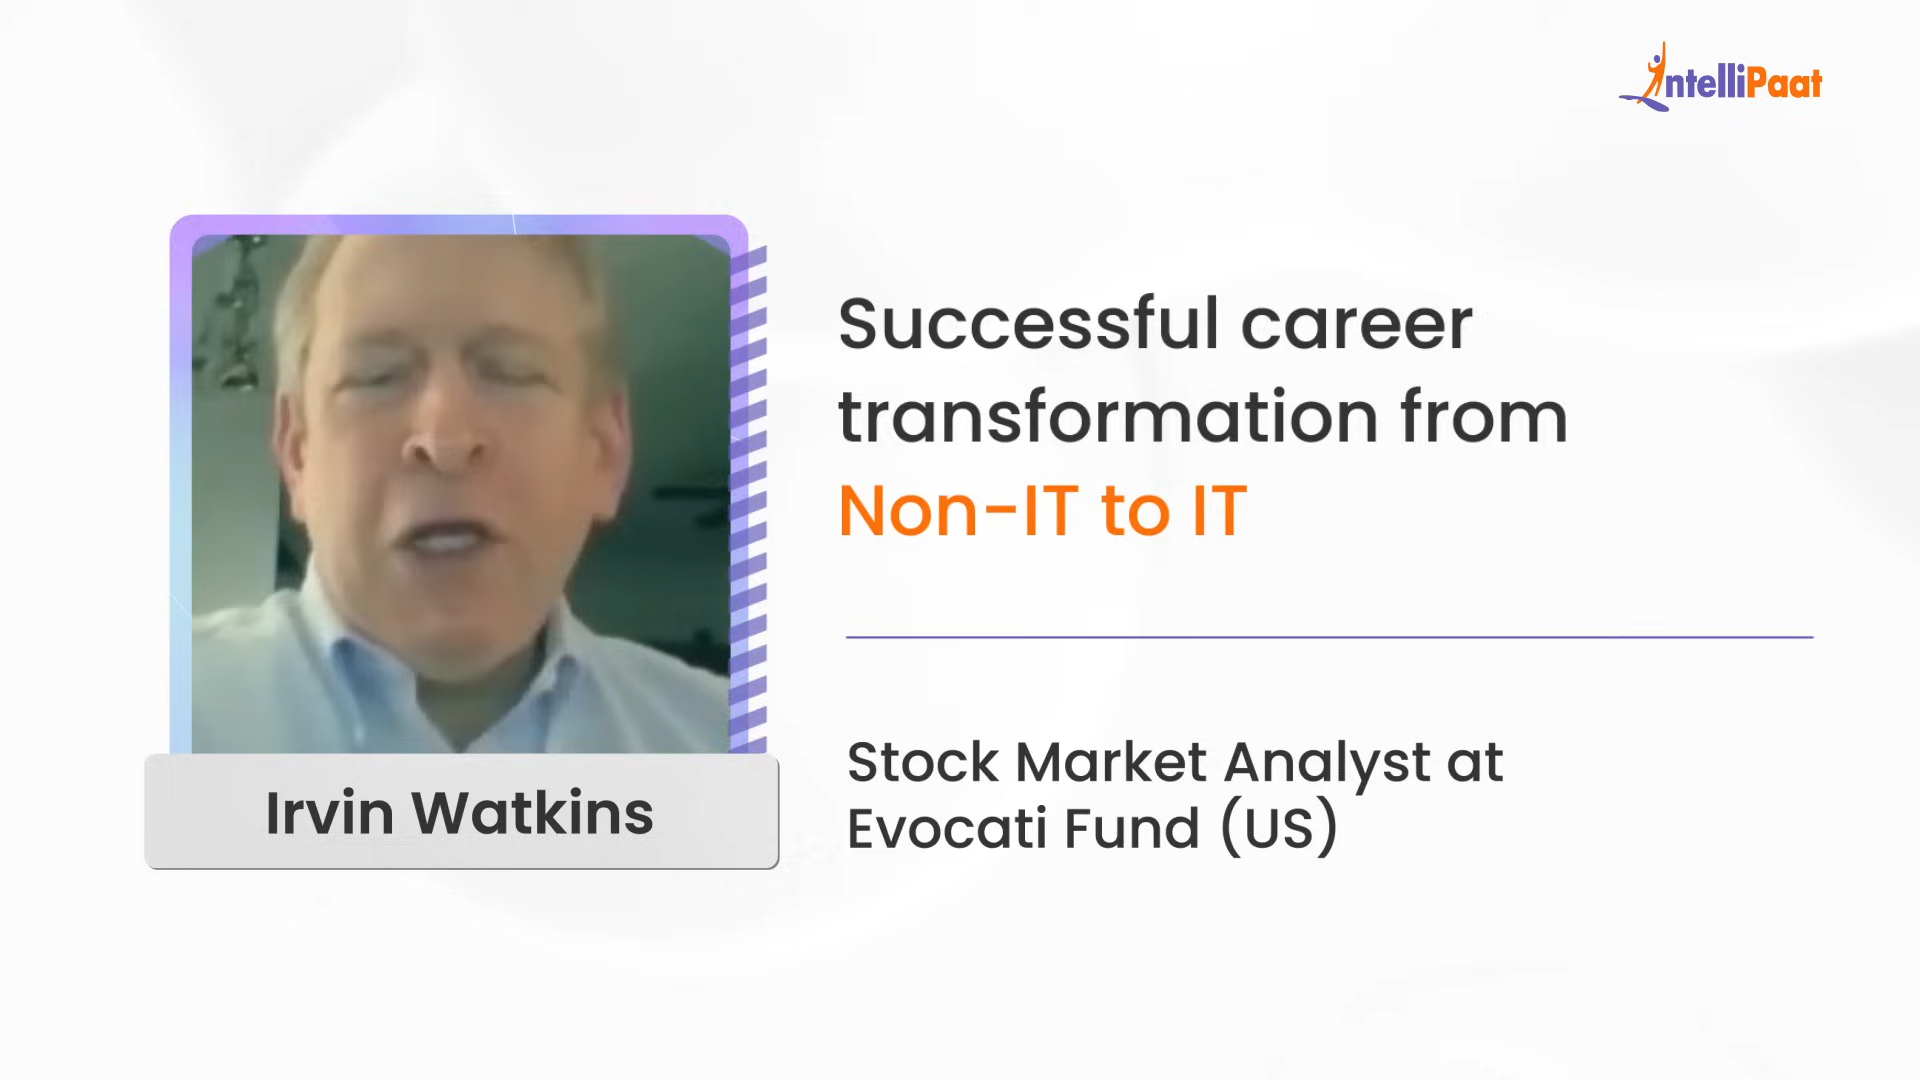 IntelliPaat
Successful career
transformation from
Non-IT to IT
Irvin Watkins
Stock Market Analyst at
Evocati Fund (US)